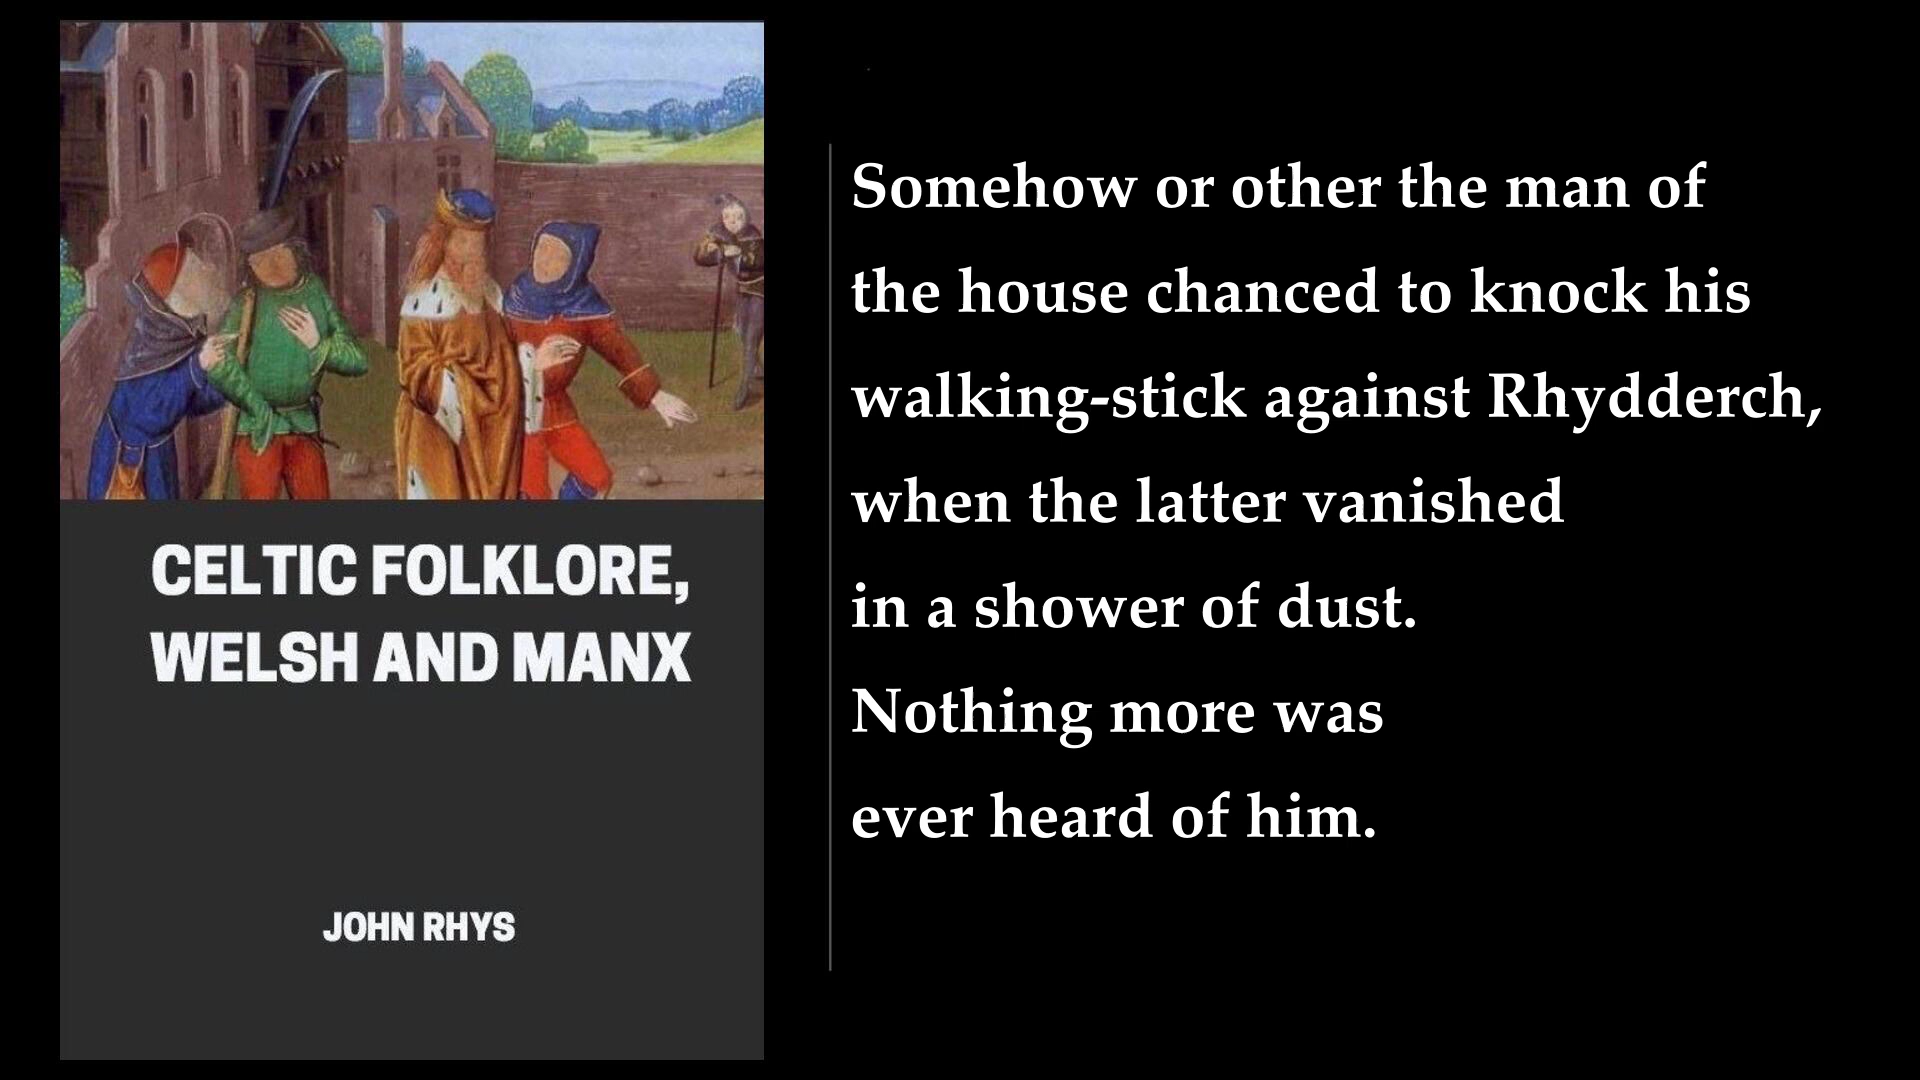 CELTIC FOLKLORE,
WELSH AND MANX
JOHN RHYS
Somehow or other the man of
the house chanced to knock his
walking-stick against Rhydderch,
when the latter vanished
in a shower of dust.
Nothing more was
ever heard of him.